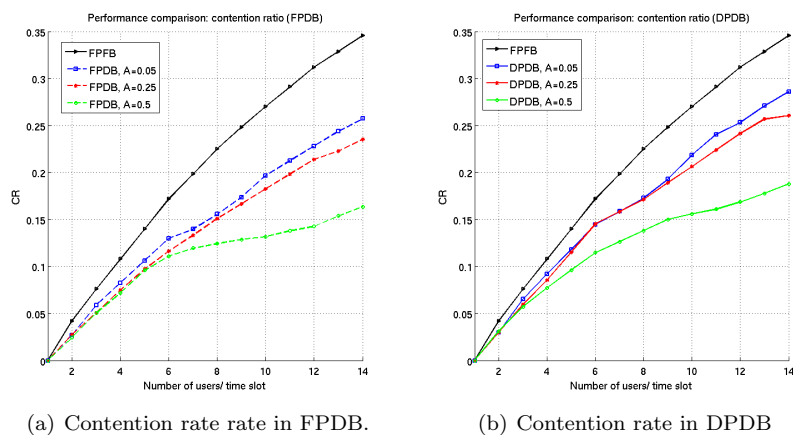 Performance comparison: contention ratio (FPDB)
0.35
0.3
0.25
0.2
0.15
0.1
0.05
0
CR
FPFB
FPDB, A=0.05
FPDB, A=0.25
FPDB, A=0.5
2 4 6 8 10 12 14
Number of users/ time slot
(a) Contention rate rate in FPDB.
Performance comparison: contention ratio (DPDB)
0.35
0.3
0.25
0.2
0.15
0.1
0.05
0
CR
FPFB
DPDB, A=0.05
DPDB, A=0.25
DPDB, A=0.5
2 4 6 8 10 12 14
Number of users/ time slot
(b) Contention rate in DPDB